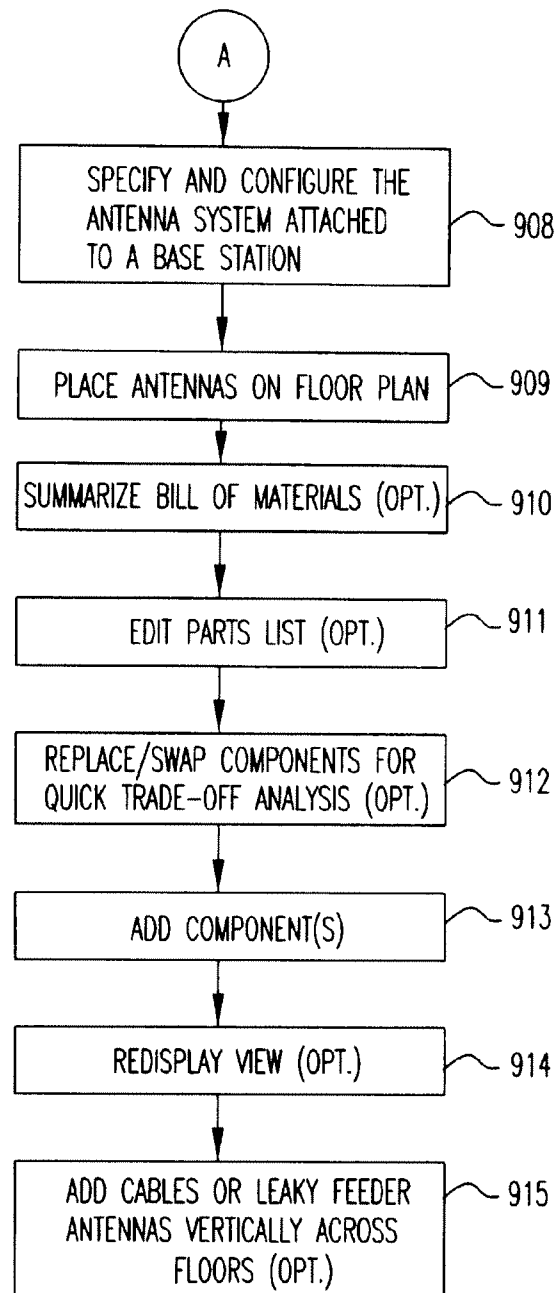 A
SPECIFY AND CONFIGURE THE
ANTENNA SYSTEM ATTACHED
TO A BASE STATION
908
PLACE ANTENNAS ON FLOOR PLAN
909
SUMMARIZE BILL OF MATERIALS (OPT.)
910
EDIT PARTS LIST (OPT.)
911
REPLACE/SWAP COMPONENTS FOR
QUICK TRADE-OFF ANALYSIS (OPT.)
912
ADD COMPONENT(S)
913
REDISPLAY VIEW (OPT.)
914
ADD CABLES OR LEAKY FEEDER
ANTENNAS VERTICALLY ACROSS
FLOORS (OPT.)
915